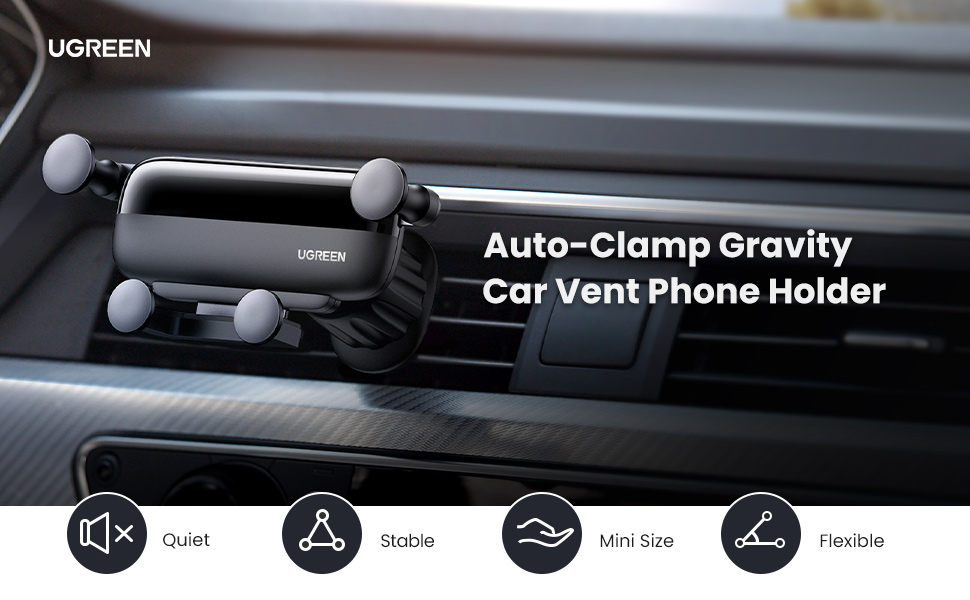 UGREEN
UGREEN
Auto-Clamp Gravity
Car Vent Phone Holder
Quiet
Stable
Mini Size
Flexible